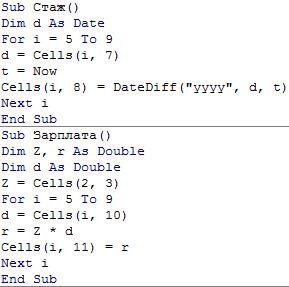 Sub Стаж()
Dim d As Date
For i = 5 To 9
d = Cells(i, 7)
t = Now
Cells(i, 8) = DateDiff("yyyy", d, t)
Next i
End Sub
Sub Зарплата()
Dim Z, r As Double
Dim d As Double
Z = Cells(2, 3)
For i = 5 To 9
d = Cells(i, 10)
r = Z * d
Cells(i, 11) = r
Next i
End Sub